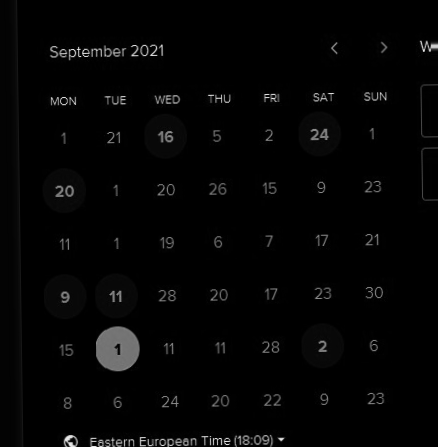 September 2021
W
MON TUE WED THU FRI SAT SUN
1 21 16 5 2 24 1
20 1 20 26 15 9 23
11 1 19 6 7 17 21
9 11 28 20 17 23 30
15 1 11 11 28 2 6
8 6 24 20 22 9 23
Eastern European Time (18:09)